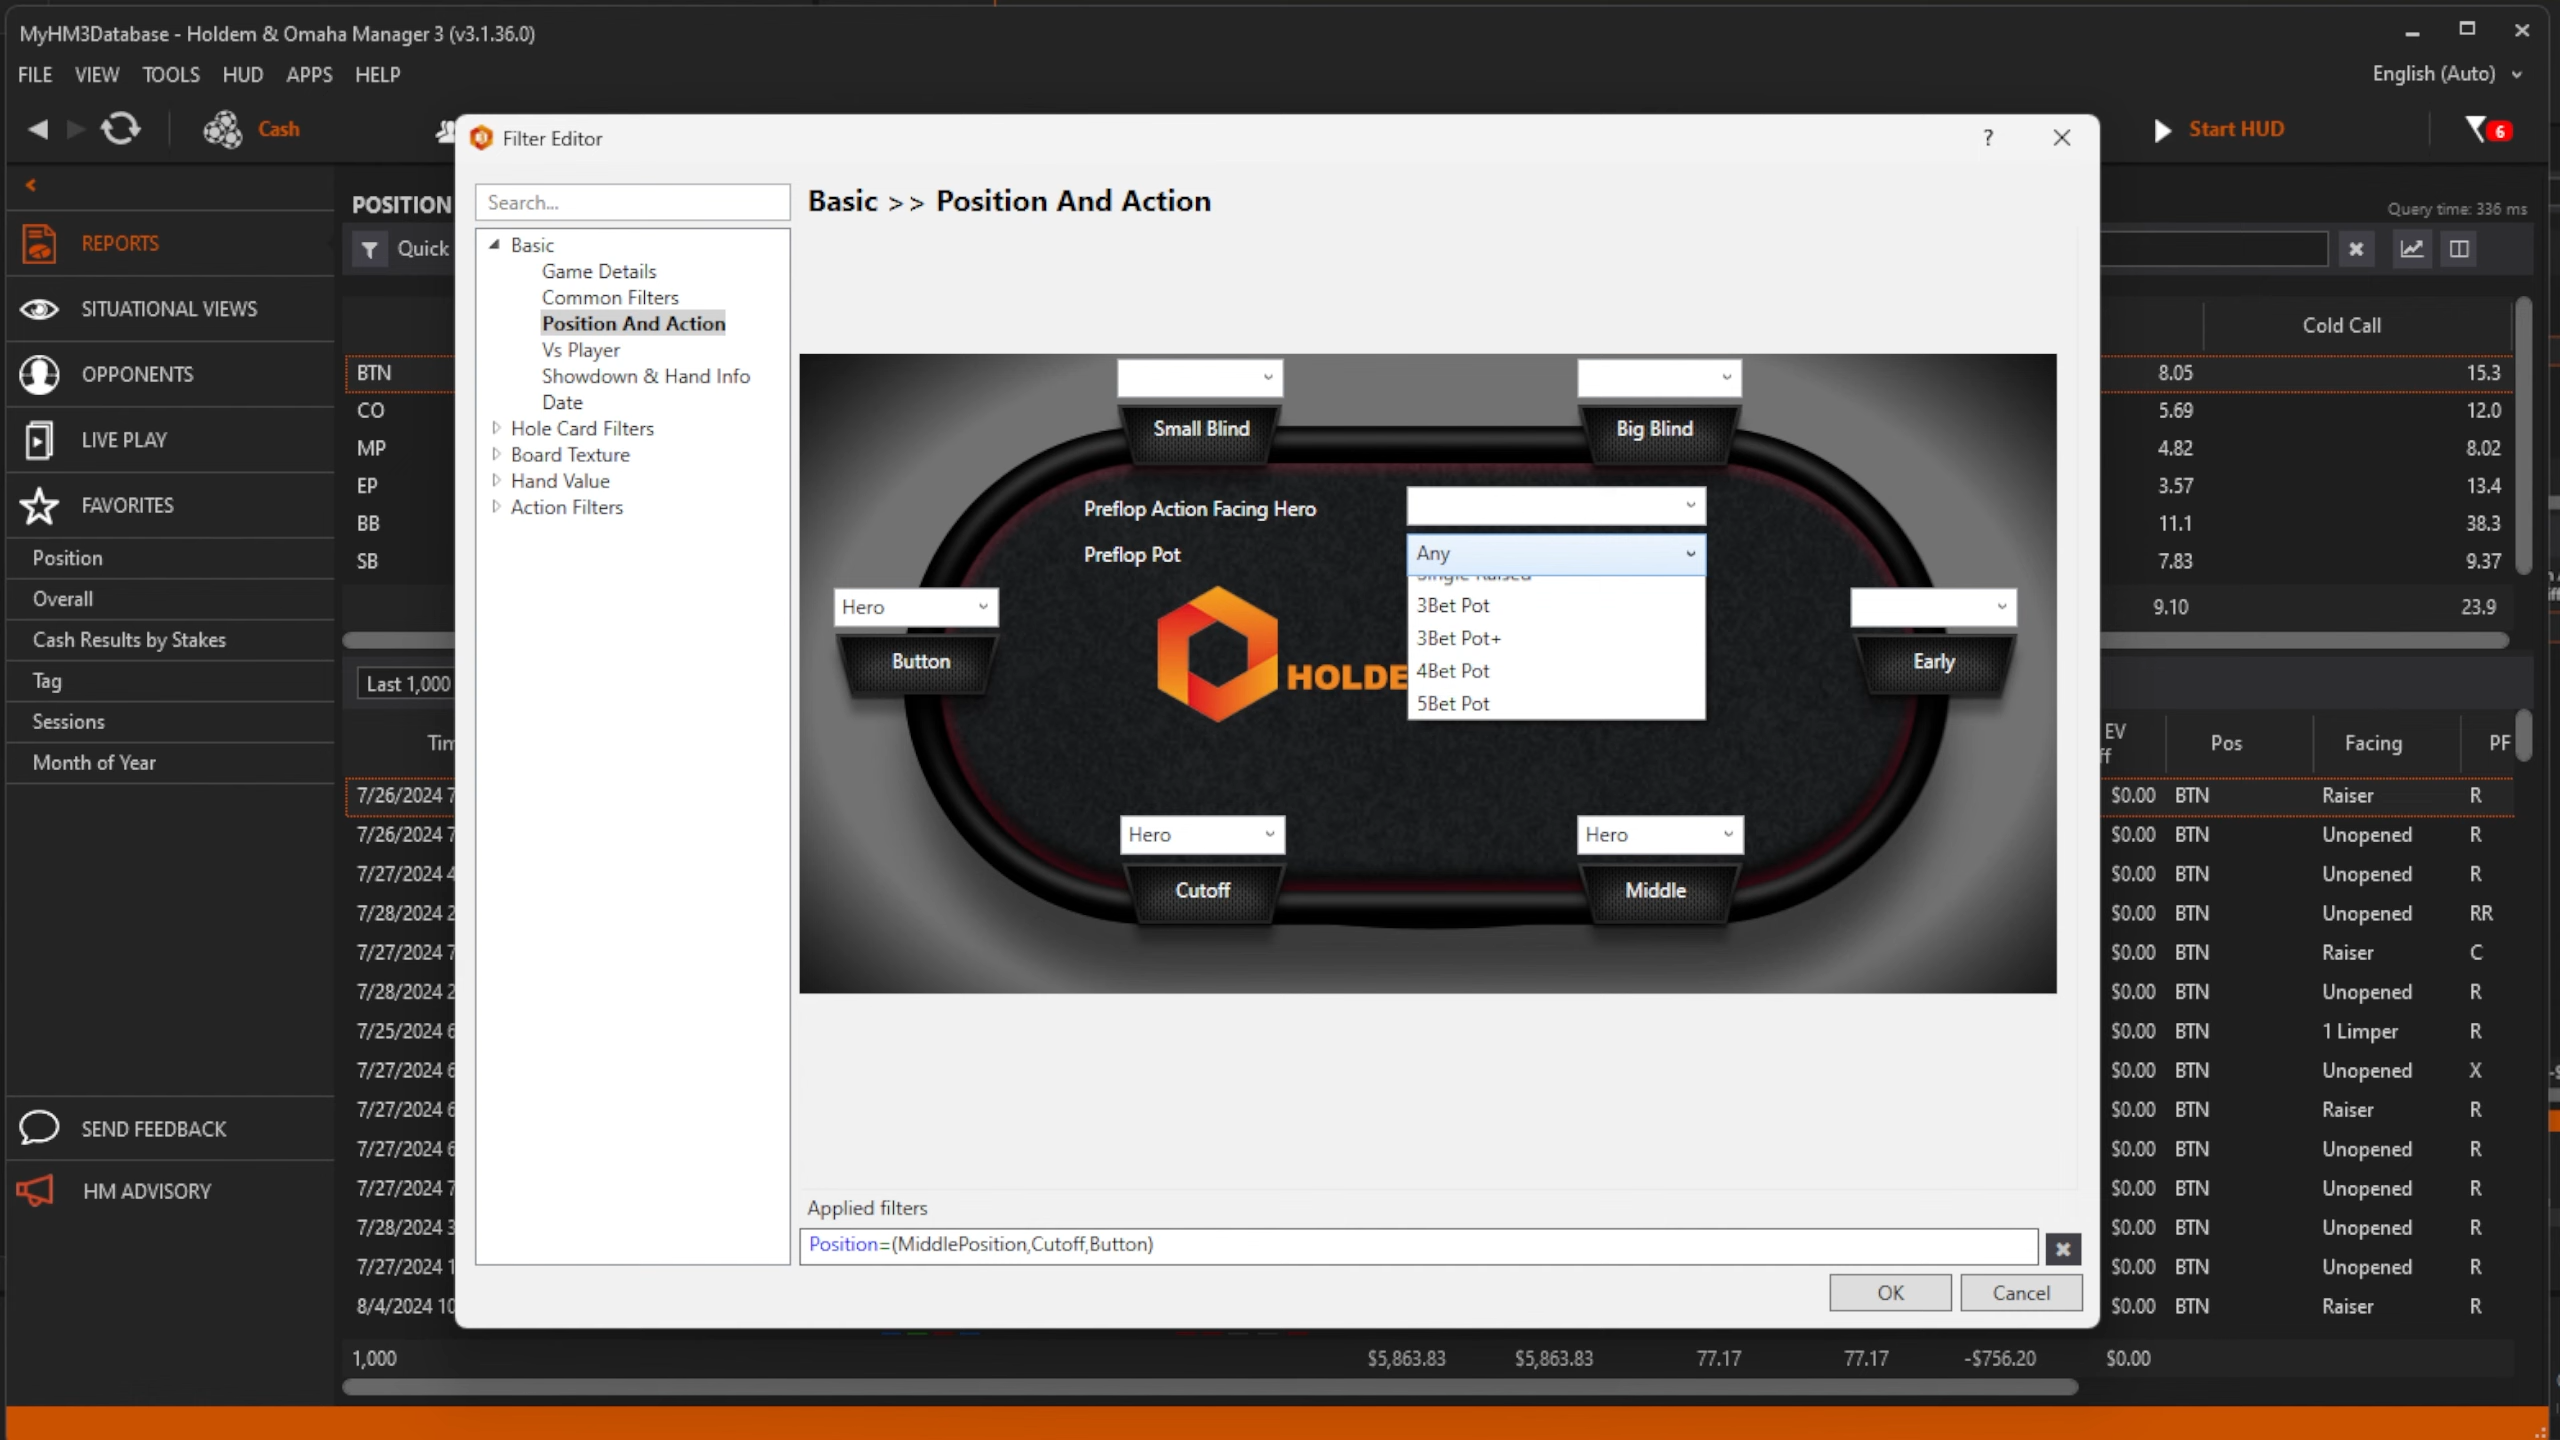 MyHM3Database - Holdem & Omaha Manager 3 (v3.1.36.0)
FILE VIEW TOOLS HUD APPS HELP
English (Auto)
Cash
Start HUD
6
Filter Editor
?
Search...
Basic >> Position And Action
Basic
Game Details
Common Filters
Position And Action
Vs Player
Showdown & Hand Info
Date
Hole Card Filters
Board Texture
Hand Value
Action Filters
REPORTS
SITUATIONAL VIEWS
OPPONENTS
LIVE PLAY
FAVORITES
Position
Overall
Cash Results by Stakes
Tag
Sessions
Month of Year
SEND FEEDBACK
HM ADVISORY
POSITION
Quick
BTN
CO
MP
EP
BB
SB
Query time: 336 ms
Cold Call
8.05 15.3
5.69 12.0
4.82 8.02
3.57 13.4
11.1 38.3
7.83 9.37
9.10 23.9
Small Blind
Big Blind
Preflop Action Facing Hero
Preflop Pot
Any
Single Raised
3Bet Pot
3Bet Pot+
4Bet Pot
5Bet Pot
Hero
Button
HOLDE
Early
Hero
Cutoff
Hero
Middle
Last 1,000
Tim
EV
ff
Pos
Facing
PF
7/26/2024 7
$0.00 BTN Raiser R
7/26/2024 7
$0.00 BTN Unopened R
7/27/2024 4
$0.00 BTN Unopened R
7/28/2024 2
$0.00 BTN Unopened RR
7/27/2024 7
$0.00 BTN Raiser C
7/28/2024 2
$0.00 BTN Unopened R
7/25/2024 6
$0.00 BTN 1 Limper R
7/27/2024 6
$0.00 BTN Unopened X
7/27/2024 6
$0.00 BTN Raiser R
7/27/2024 6
$0.00 BTN Unopened R
7/27/2024 7
$0.00 BTN Unopened R
7/28/2024 3
$0.00 BTN Unopened R
7/27/2024 1
$0.00 BTN Unopened R
8/4/2024 10
$0.00 BTN Raiser R
Applied filters
Position=(MiddlePosition,Cutoff,Button)
OK
Cancel
1,000 $5,863.83 $5,863.83 77.17 77.17 -$756.20 $0.00